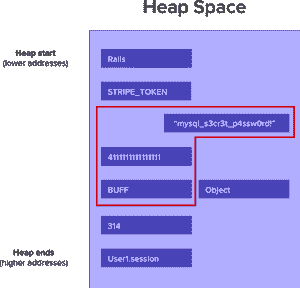 Heap Space
Heap start
(lower addresses)
Rails
STRIPE_TOKEN
"mysql_s3cr3t_p4ssw0rd!"
4111111111111111
BUFF
Object
314
Heap ends
(higher addresses)
User1.session